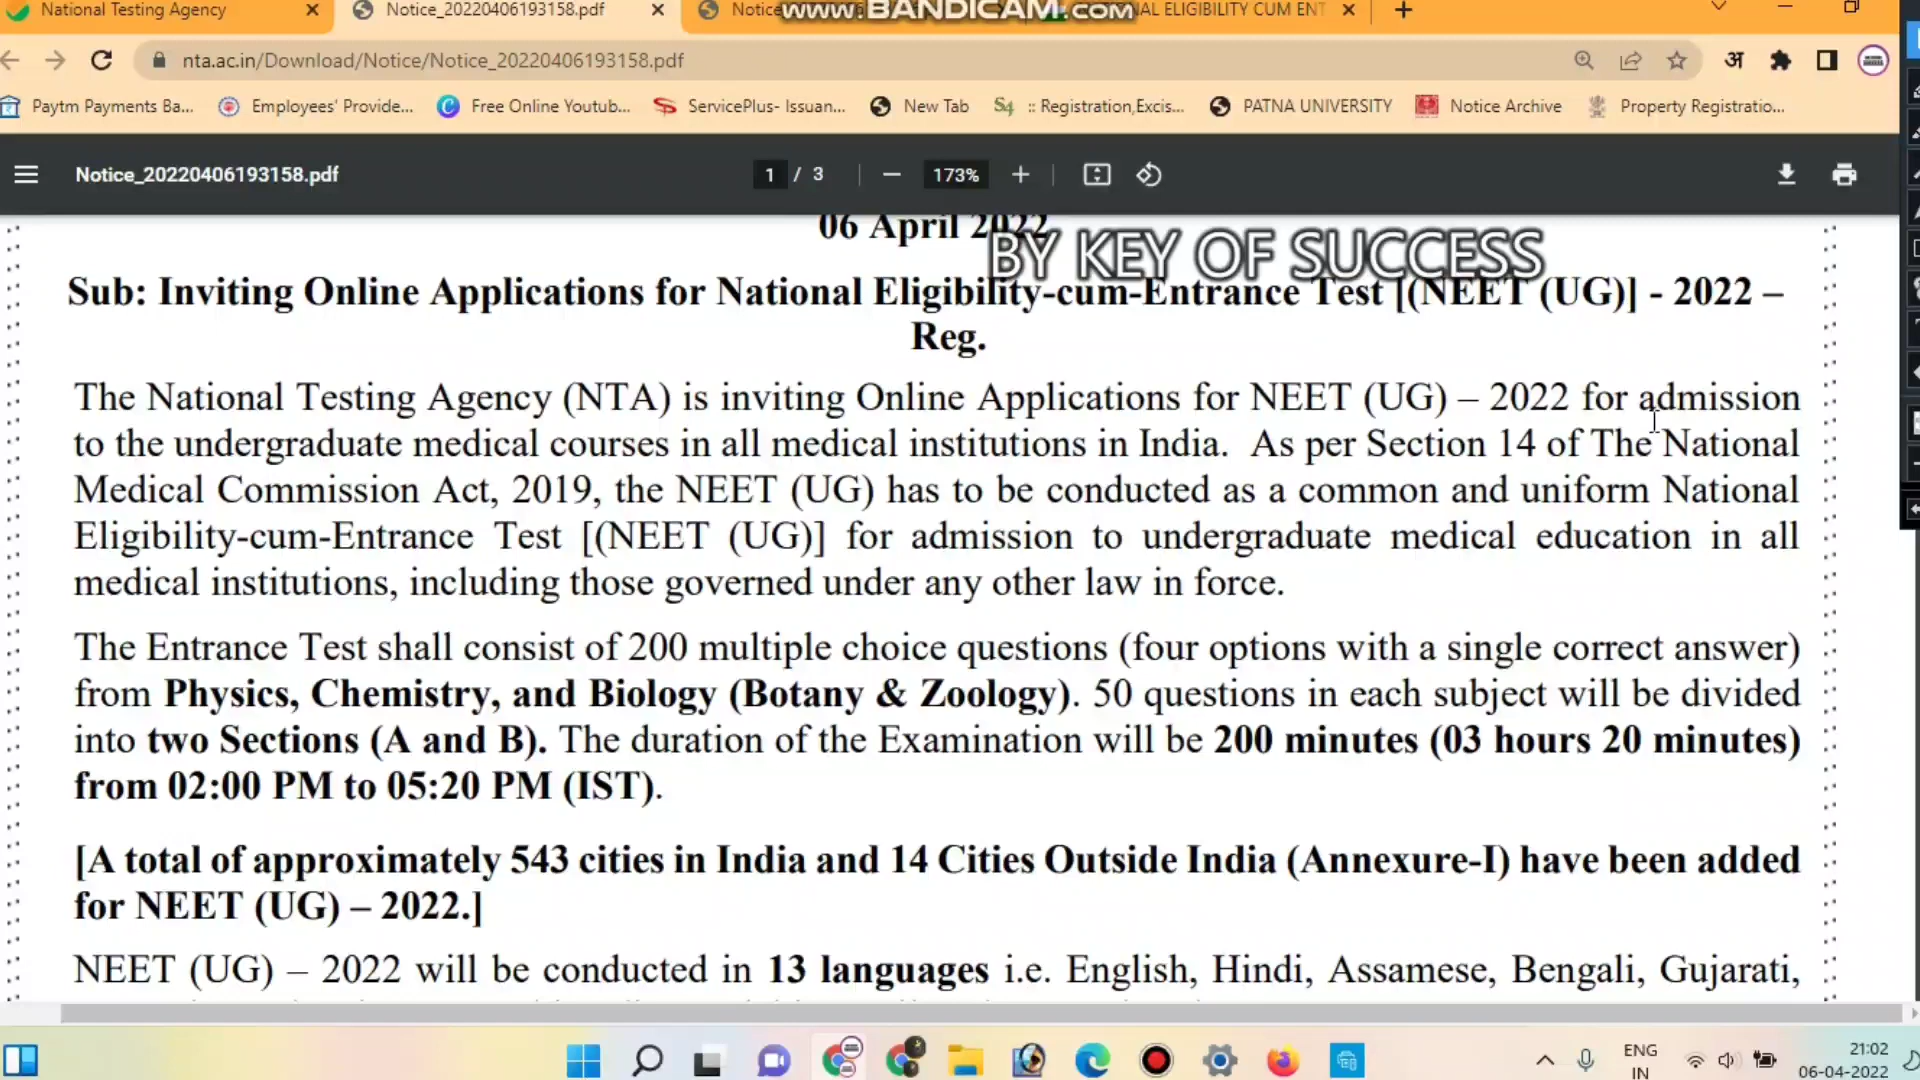 National Testing Agency
Notice_20220406193158.pdf
www.BANDICAM.com
ELIGIBILITY CUM ENT
nta.ac.in/Download/Notice/Notice_20220406193158.pdf
अ
Paytm Payments Ba...
Employees' Provide...
Free Online Youtub...
ServicePlus- Issuan...
New Tab
:: Registration,Excis...
PATNA UNIVERSITY
Notice Archive
Property Registratio...
Notice_20220406193158.pdf
1 / 3
173%
06 April 2022
BY KEY OF SUCCESS
Sub: Inviting Online Applications for National Eligibility-cum-Entrance Test [(NEET (UG)] - 2022 –
Reg.
The National Testing Agency (NTA) is inviting Online Applications for NEET (UG) – 2022 for admission
to the undergraduate medical courses in all medical institutions in India. As per Section 14 of The National
Medical Commission Act, 2019, the NEET (UG) has to be conducted as a common and uniform National
Eligibility-cum-Entrance Test [(NEET (UG)] for admission to undergraduate medical education in all
medical institutions, including those governed under any other law in force.
The Entrance Test shall consist of 200 multiple choice questions (four options with a single correct answer)
from Physics, Chemistry, and Biology (Botany & Zoology). 50 questions in each subject will be divided
into two Sections (A and B). The duration of the Examination will be 200 minutes (03 hours 20 minutes)
from 02:00 PM to 05:20 PM (IST).
[A total of approximately 543 cities in India and 14 Cities Outside India (Annexure-I) have been added
for NEET (UG) – 2022.]
NEET (UG) – 2022 will be conducted in 13 languages i.e. English, Hindi, Assamese, Bengali, Gujarati,
ENG
IN
21:02
06-04-2022